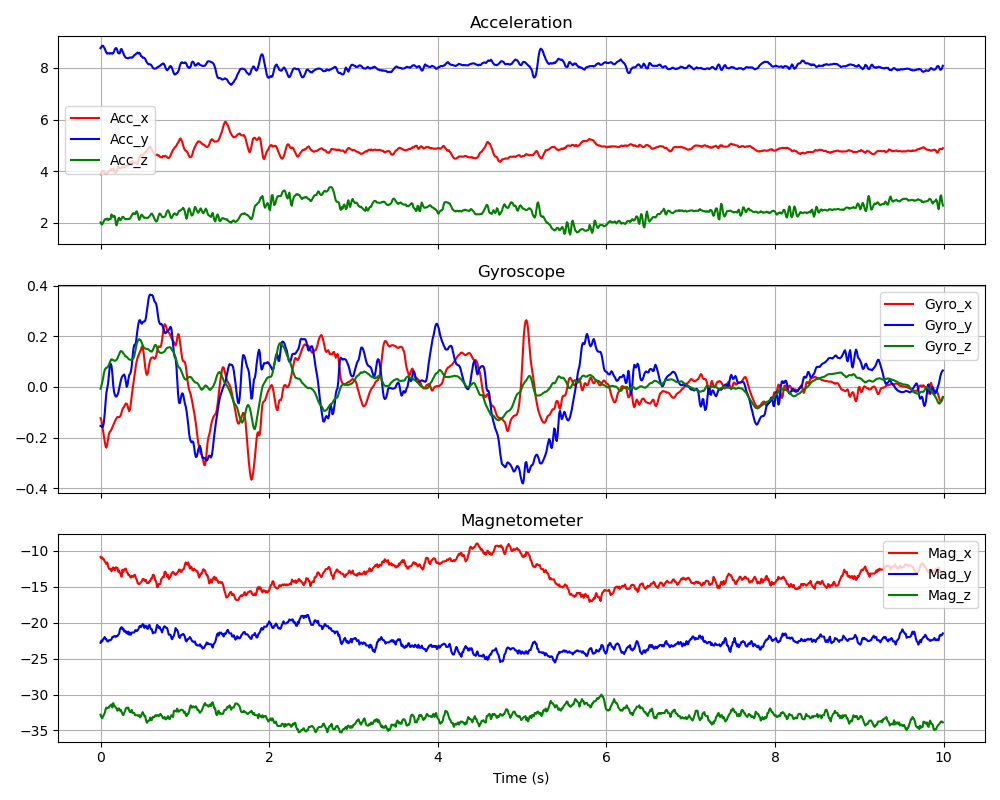 Acceleration
8
6
4
2
Acc_x
Acc_y
Acc_z
Gyroscope
0.4
0.2
0.0
−0.2
−0.4
Gyro_x
Gyro_y
Gyro_z
Magnetometer
−10
−15
−20
−25
−30
−35
Mag_x
Mag_y
Mag_z
0 2 4 6 8 10
Time (s)